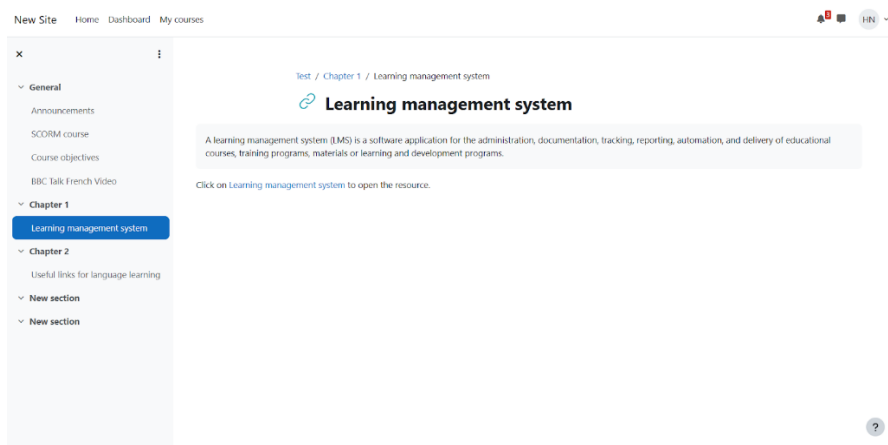 New Site Home Dashboard My courses 3 HN
General
Announcements
SCORM course
Course objectives
BBC Talk French Video
Chapter 1
Learning management system
Chapter 2
Useful links for language learning
New section
New section
Test / Chapter 1 / Learning management system
Learning management system
A learning management system (LMS) is a software application for the administration, documentation, tracking, reporting, automation, and delivery of educational
courses, training programs, materials or learning and development programs.
Click on Learning management system to open the resource.
?